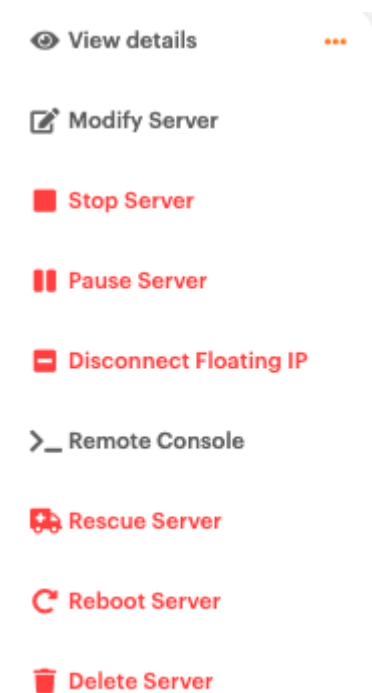 View details
Modify Server
Stop Server
Pause Server
Disconnect Floating IP
Remote Console
Rescue Server
Reboot Server
Delete Server